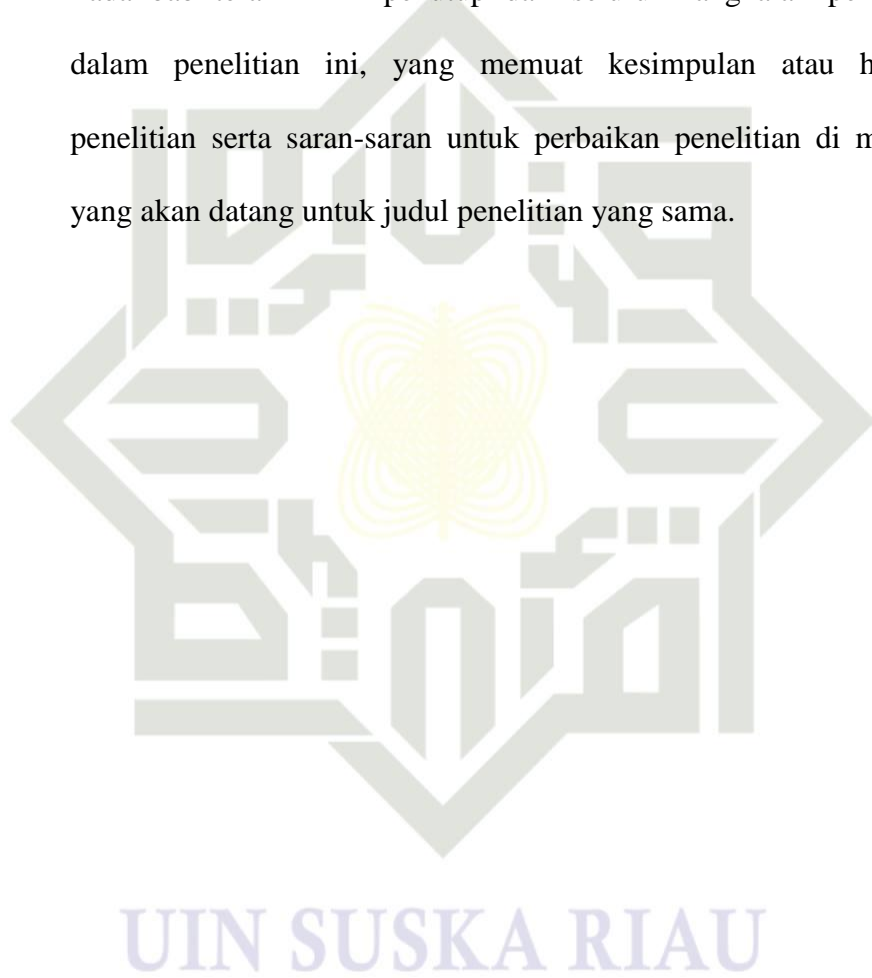 dalam penelitian ini, yang memuat kesimpulan atau
penelitian serta saran-saran untuk perbaikan penelitian di
yang akan datang untuk judul penelitian yang sama.
UIN SUSKA RIAU